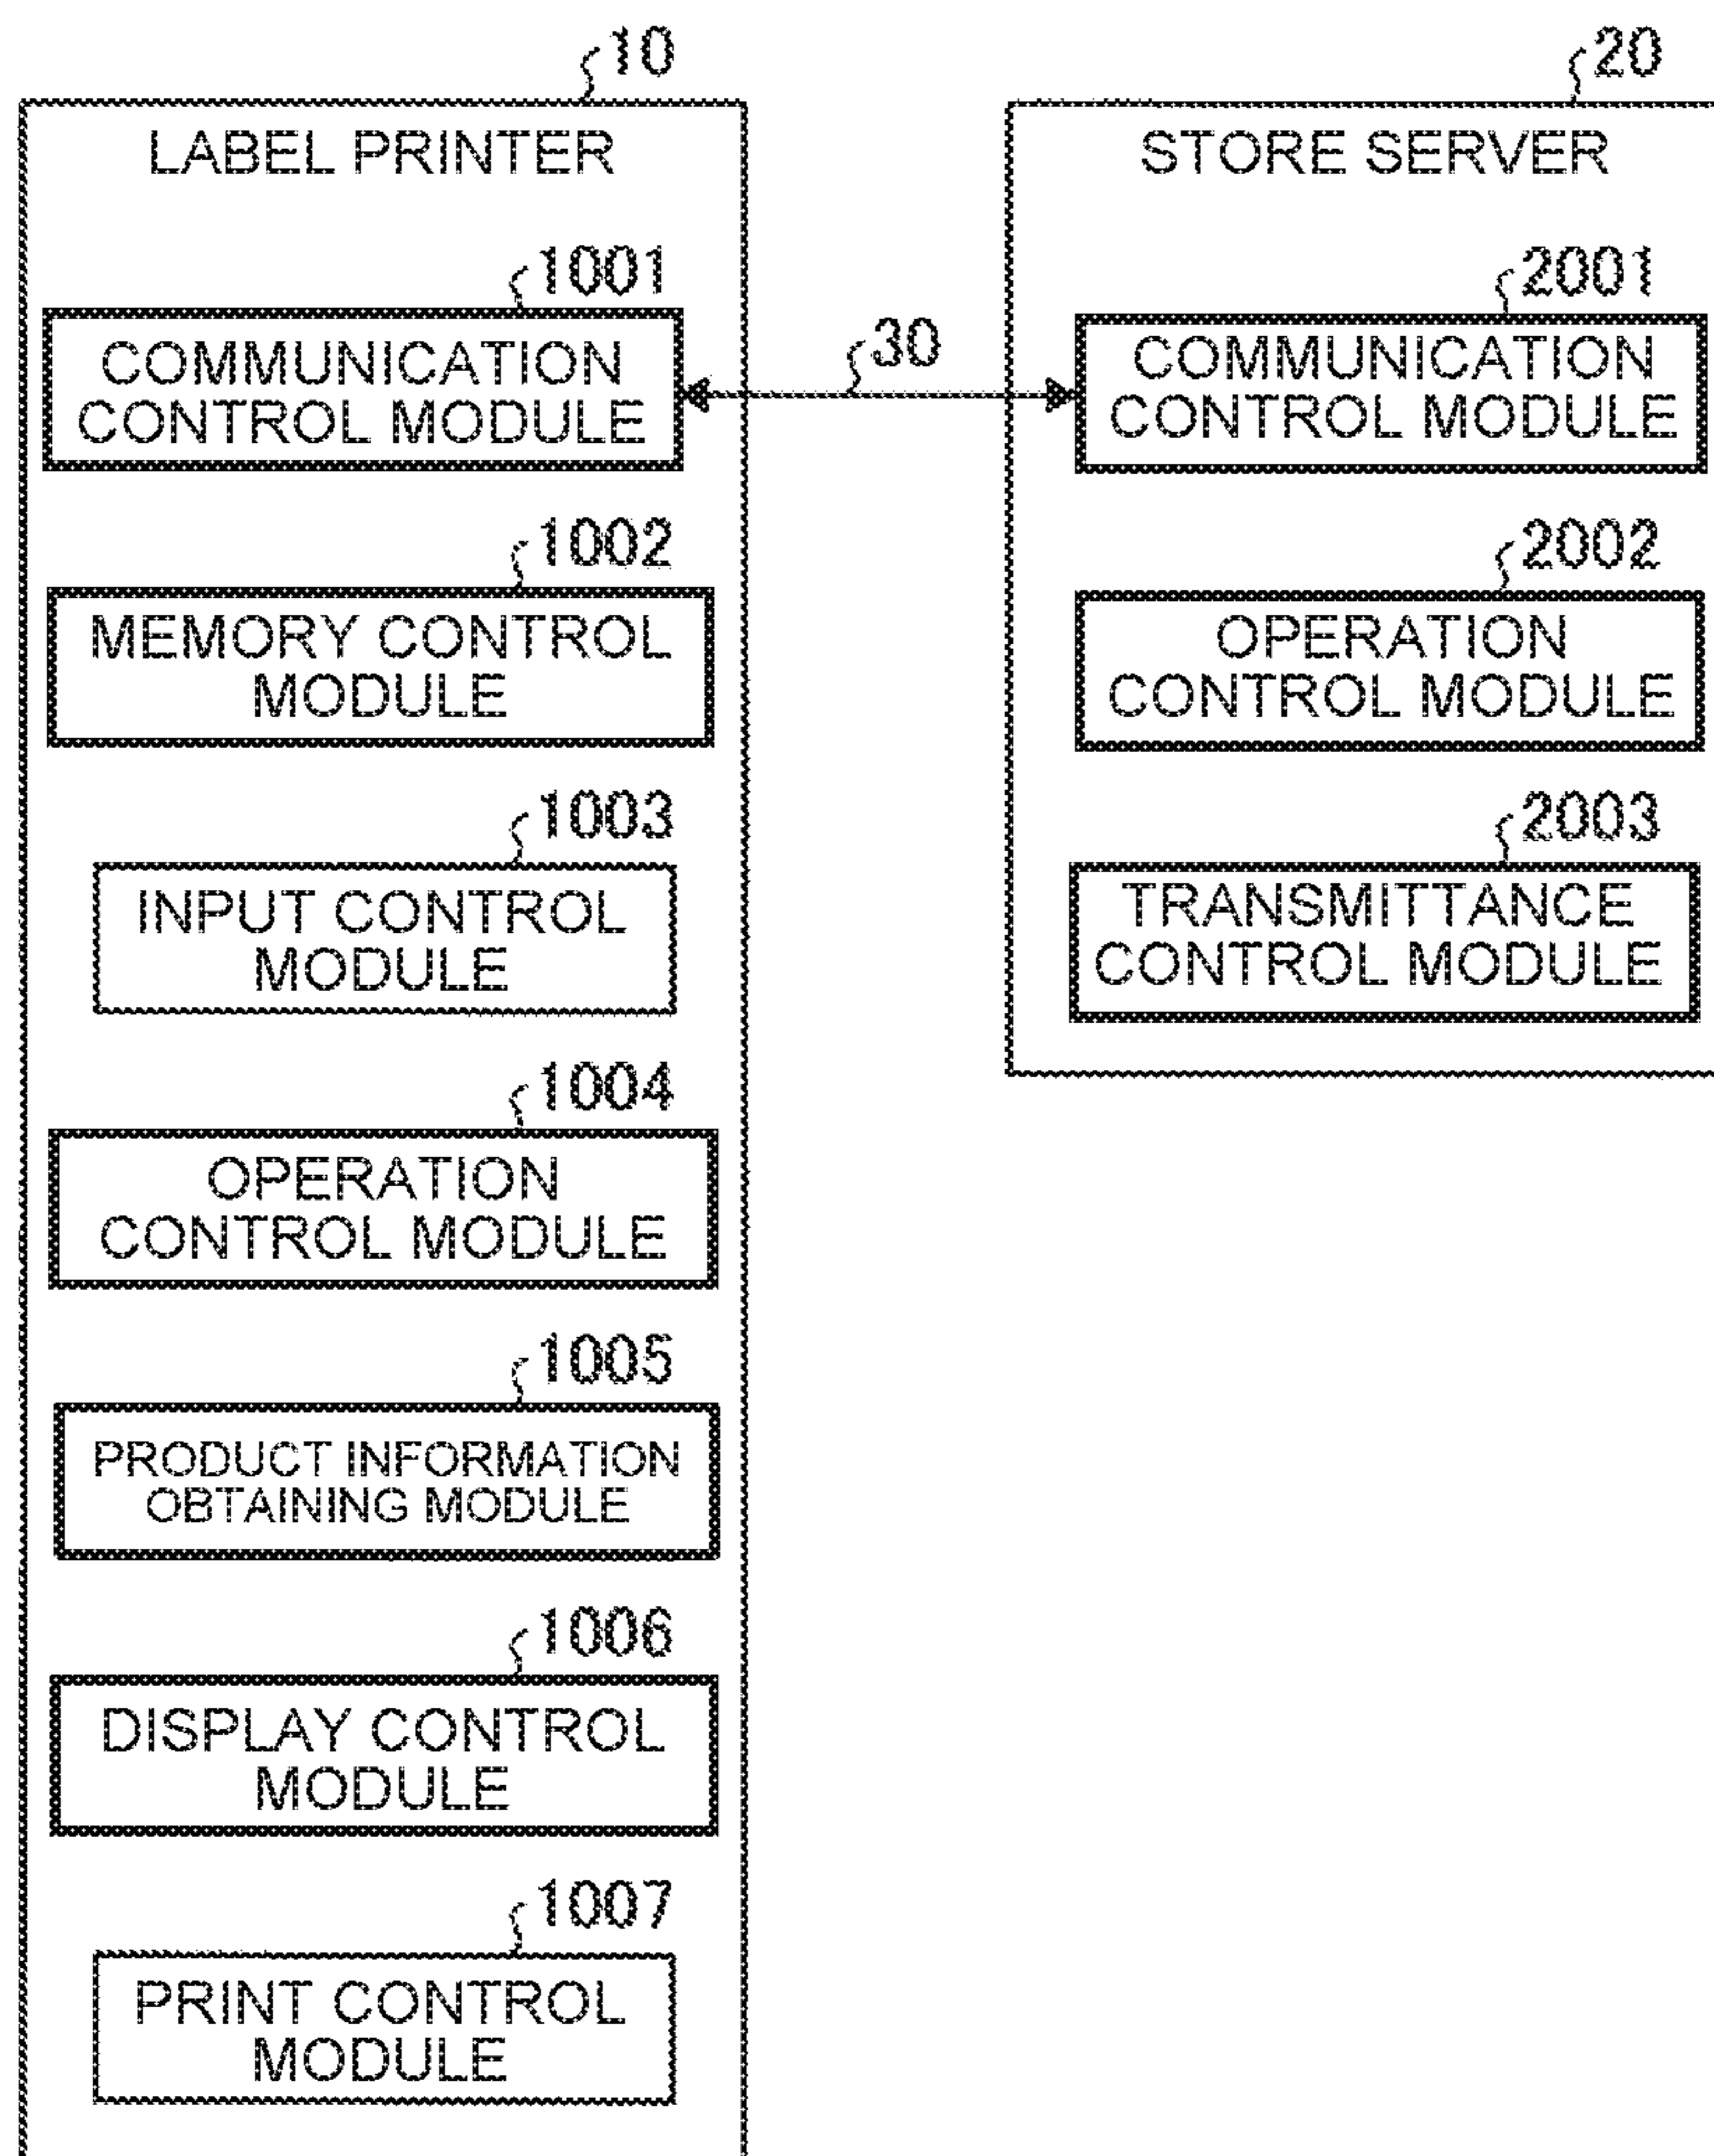 10
LABEL PRINTER
1001
COMMUNICATION
CONTROL MODULE
1002
MEMORY CONTROL
MODULE
1003
INPUT CONTROL
MODULE
1004
OPERATION
CONTROL MODULE
1005
PRODUCT INFORMATION
OBTAINING MODULE
1006
DISPLAY CONTROL
MODULE
1007
PRINT CONTROL
MODULE
30
20
STORE SERVER
2001
COMMUNICATION
CONTROL MODULE
2002
OPERATION
CONTROL MODULE
2003
TRANSMITTANCE
CONTROL MODULE